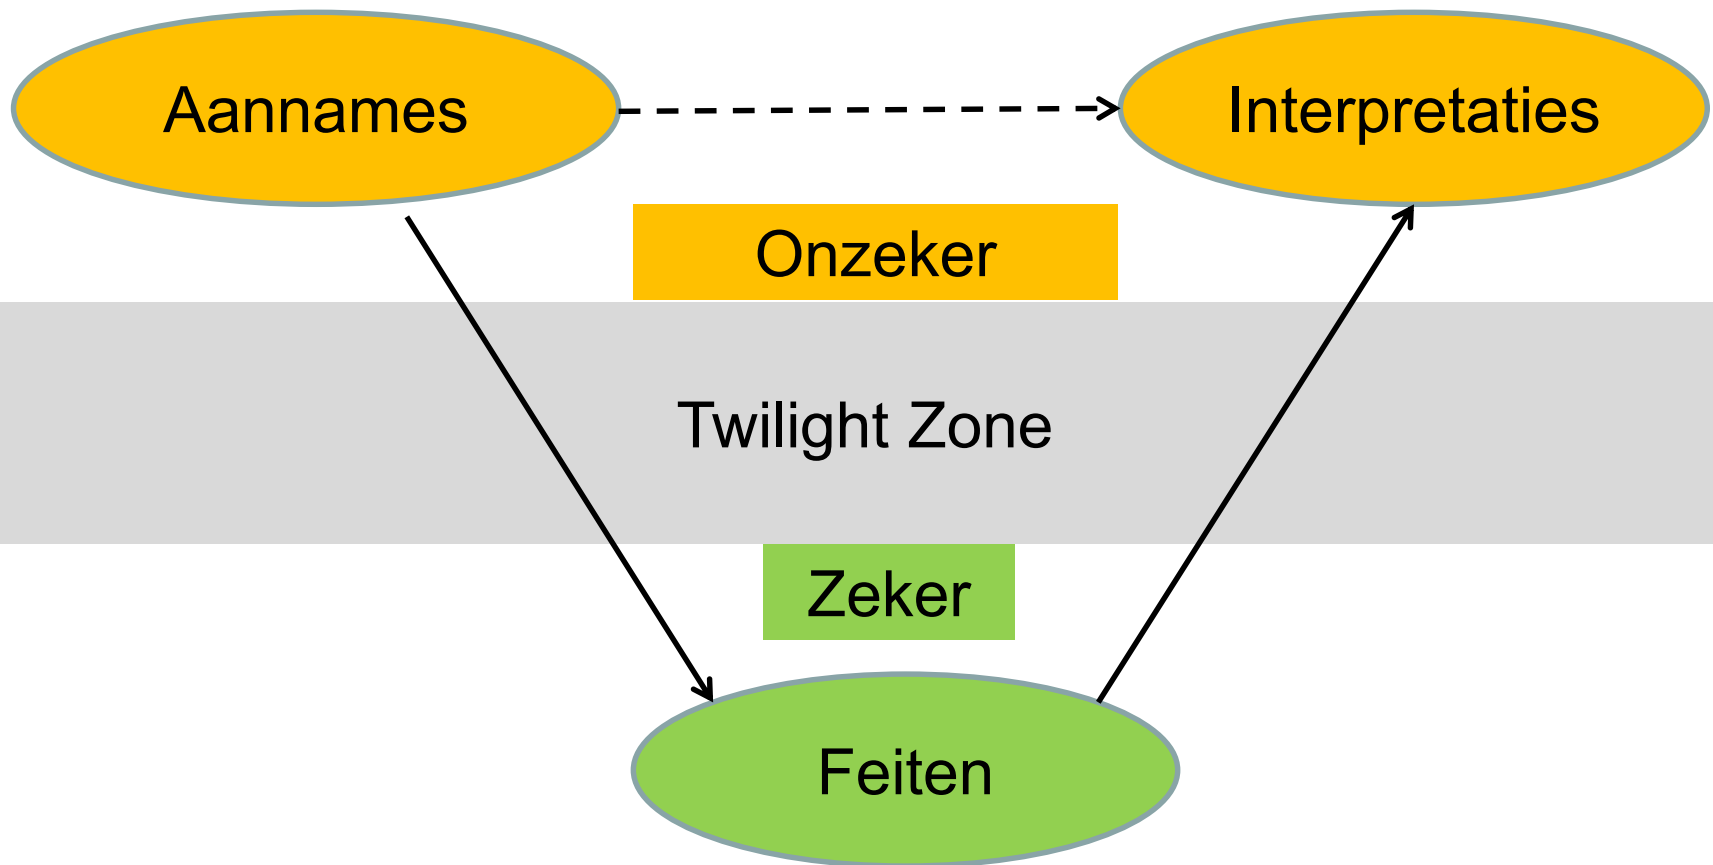 Aannames
Interpretaties
Onzeker
Twilight Zone
Zeker
Feiten